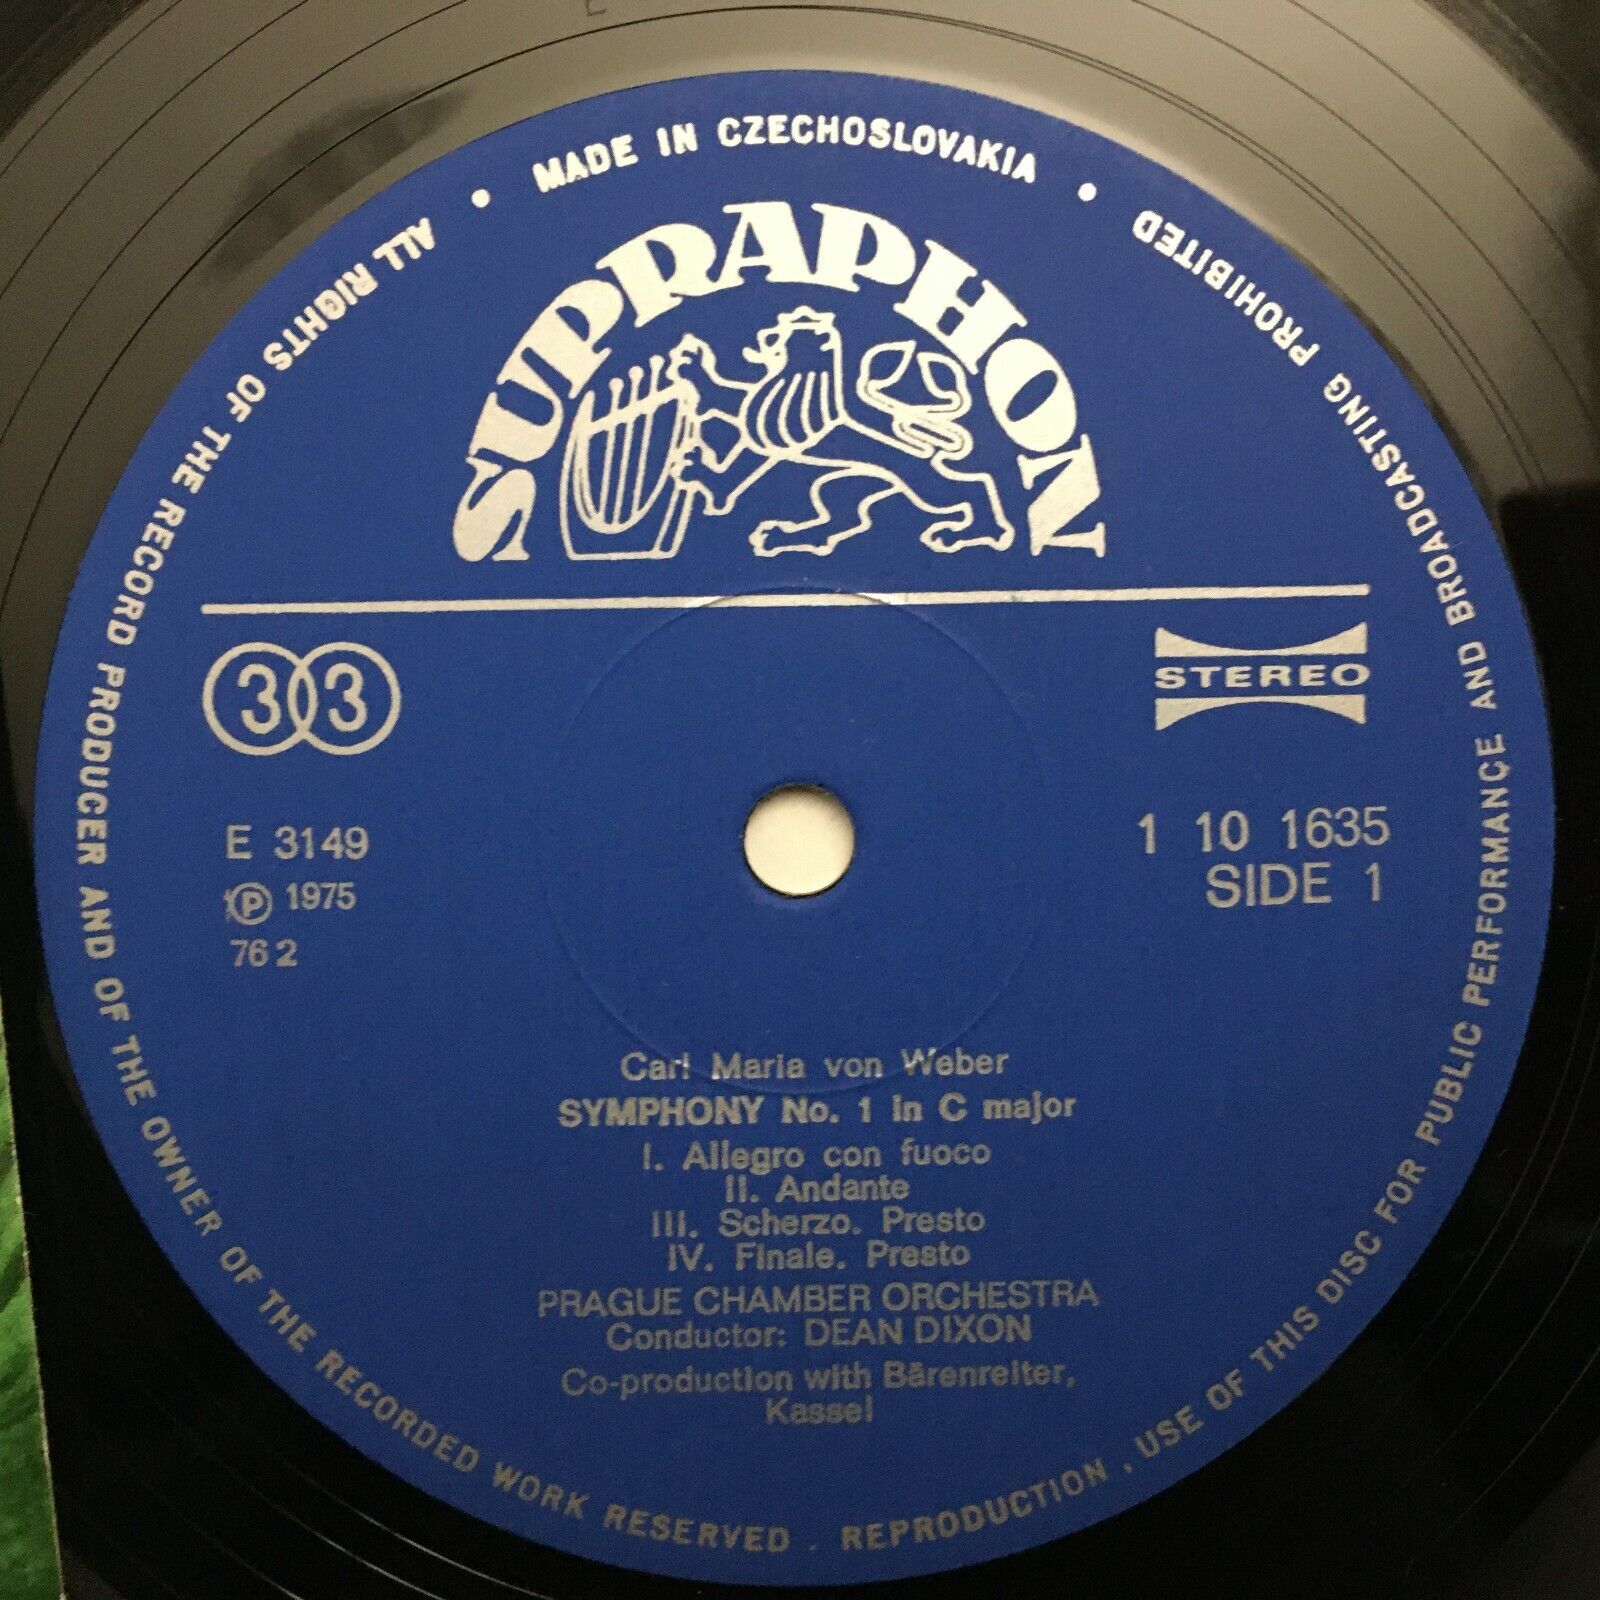 MADE IN CZECHOSLOVAKIA •
ALL RIGHTS OF THE RECORD PRODUCER AND OF THE OWNER OF THE RECORDED WORK RESERVED . REPRODUCTION , USE OF THIS DISC FOR PUBLIC PERFORMANCE AND BROADCASTING PROHIBITED •
SUPRAPHON
33
STEREO
E 3149
1 10 1635
℗ 1975
SIDE 1
76 2
Carl Maria von Weber
SYMPHONY No. 1 in C major
I. Allegro con fuoco
II. Andante
III. Scherzo. Presto
IV. Finale. Presto
PRAGUE CHAMBER ORCHESTRA
Conductor: DEAN DIXON
Co-production with Bärenreiter,
Kassel